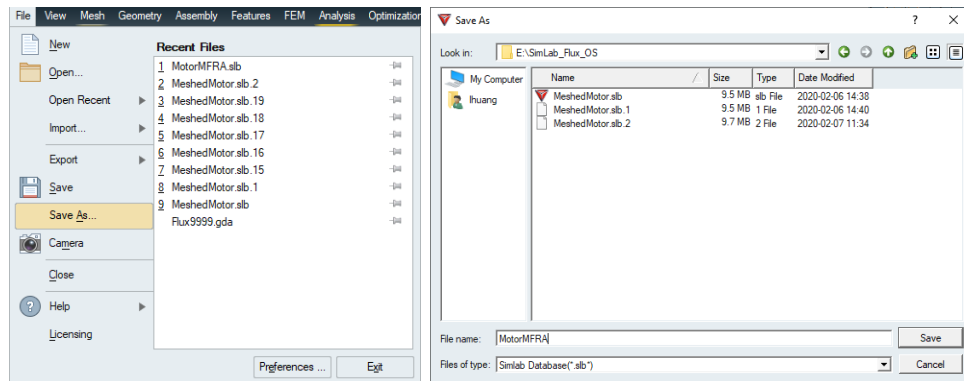 File View Mesh Geometry Assembly Features FEM Analysis Optimization
New
Open...
Open Recent
Import...
Export
Save
Save As...
Camera
Close
Help
Licensing
Recent Files
1 MotorMFRA.slb
2 MeshedMotor.slb.2
3 MeshedMotor.slb.19
4 MeshedMotor.slb.18
5 MeshedMotor.slb.17
6 MeshedMotor.slb.16
7 MeshedMotor.slb.15
8 MeshedMotor.slb.1
9 MeshedMotor.slb
Flux9999.gda
Preferences ... Exit
Save As
Look in: E:\SimLab_Flux_OS
My Computer
lhuang
Name Size Type Date Modified
MeshedMotor.slb 9.5 MB slb File 2020-02-06 14:38
MeshedMotor.slb.1 9.5 MB 1 File 2020-02-06 14:40
MeshedMotor.slb.2 9.7 MB 2 File 2020-02-07 11:34
File name: MotorMFRA Save
Files of type: Simlab Database(*.slb*) Cancel